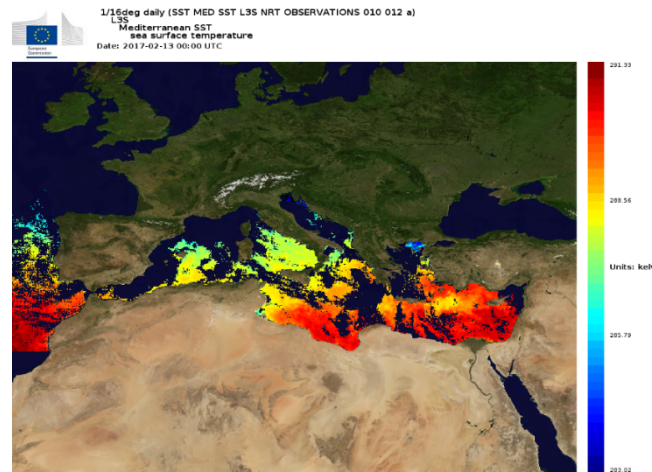 1/16deg daily (SST MED SST L3S NRT OBSERVATIONS 010 012 a)
L3S
Mediterranean SST
sea surface temperature
Date: 2017-02-13 00:00 UTC
European
Commission
291.33
288.56
Units: kelv
285.79
283.02